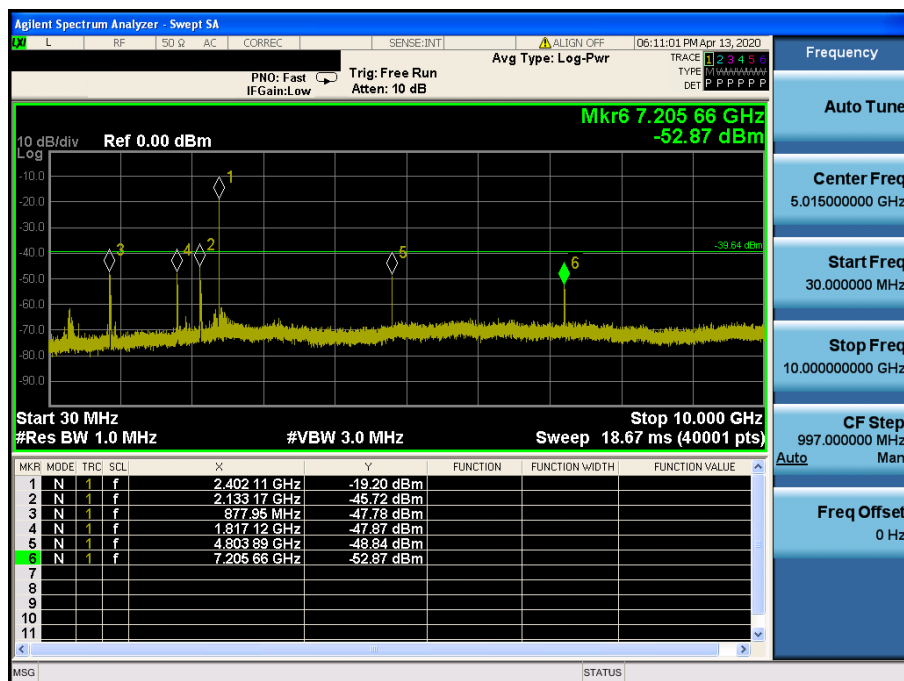 Agilent Spectrum Analyzer - Swept SA
LXI L RF 50 Ω AC CORREC SENSE:INT ALIGN OFF 06:11:01 PM Apr 13, 2020
Frequency
Avg Type: Log-Pwr TRACE 1 2 3 4 5 6
PNO: Fast Trig: Free Run TYPE M WWWWW
IFGain:Low Atten: 10 dB DET P P P P P P
Auto Tune
Mkr6 7.205 66 GHz
10 dB/div Ref 0.00 dBm -52.87 dBm
Log
-10.0
-20.0
-30.0
-40.0
-50.0
-60.0
-70.0
-80.0
-90.0
1
3 4 2 5 6
-39.64 dBm
Start 30 MHz Stop 10.000 GHz
#Res BW 1.0 MHz #VBW 3.0 MHz Sweep 18.67 ms (40001 pts)
Center Freq
5.015000000 GHz
Start Freq
30.000000 MHz
Stop Freq
10.000000000 GHz
CF Step
997.000000 MHz
Auto Man
Freq Offset
0 Hz
MKR MODE TRC SCL X Y FUNCTION FUNCTION WIDTH FUNCTION VALUE
1 N 1 f 2.402 11 GHz -19.20 dBm
2 N 1 f 2.133 17 GHz -45.72 dBm
3 N 1 f 877.95 MHz -47.78 dBm
4 N 1 f 1.817 12 GHz -47.87 dBm
5 N 1 f 4.803 89 GHz -48.84 dBm
6 N 1 f 7.205 66 GHz -52.87 dBm
7
8
9
10
11
MSG STATUS